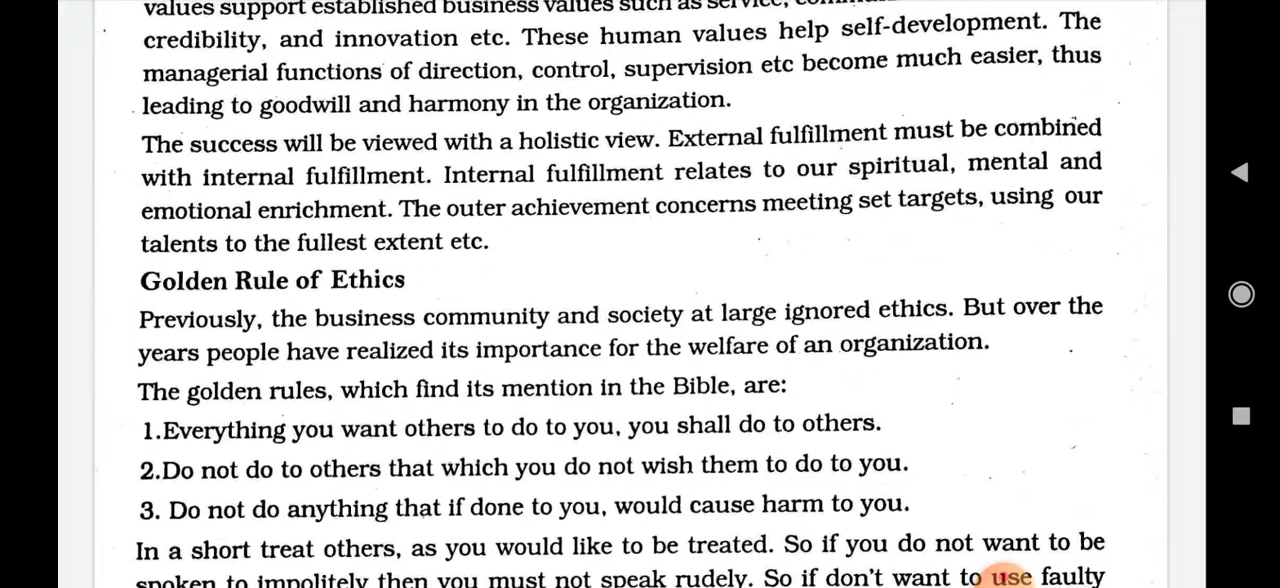 values support established business values such as service,
credibility, and innovation etc. These human values help self-development. The
managerial functions of direction, control, supervision etc become much easier, thus
leading to goodwill and harmony in the organization.
The success will be viewed with a holistic view. External fulfillment must be combined
with internal fulfillment. Internal fulfillment relates to our spiritual, mental and
emotional enrichment. The outer achievement concerns meeting set targets, using our
talents to the fullest extent etc.
Golden Rule of Ethics
Previously, the business community and society at large ignored ethics. But over the
years people have realized its importance for the welfare of an organization.
The golden rules, which find its mention in the Bible, are:
1.Everything you want others to do to you, you shall do to others.
2.Do not do to others that which you do not wish them to do to you.
3. Do not do anything that if done to you, would cause harm to you.
In a short treat others, as you would like to be treated. So if you do not want to be
spoken to impolitely then you must not speak rudely. So if don't want to use faulty